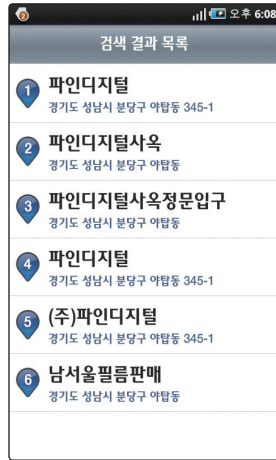 오후 6:08
검색 결과 목록
1 파인디지털
경기도 성남시 분당구 야탑동 345-1
2 파인디지털사옥
경기도 성남시 분당구 야탑동
3 파인디지털사옥정문입구
경기도 성남시 분당구 야탑동 345-1
4 파인디지털
경기도 성남시 분당구 야탑동 345-1
5 (주)파인디지털
경기도 성남시 분당구 야탑동 345-1
6 남서울필름판매
경기도 성남시 분당구 야탑동